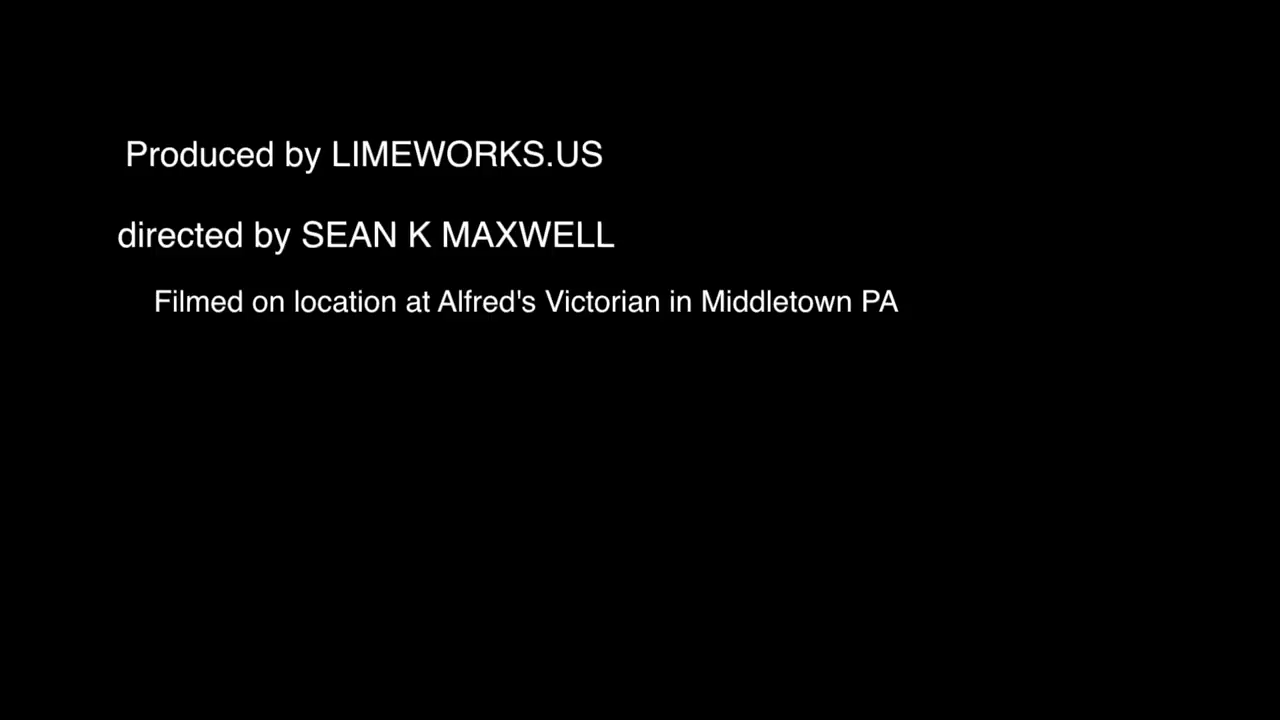 Produced by LIMEWORKS.US
directed by SEAN K MAXWELL
Filmed on location at Alfred's Victorian in Middletown PA